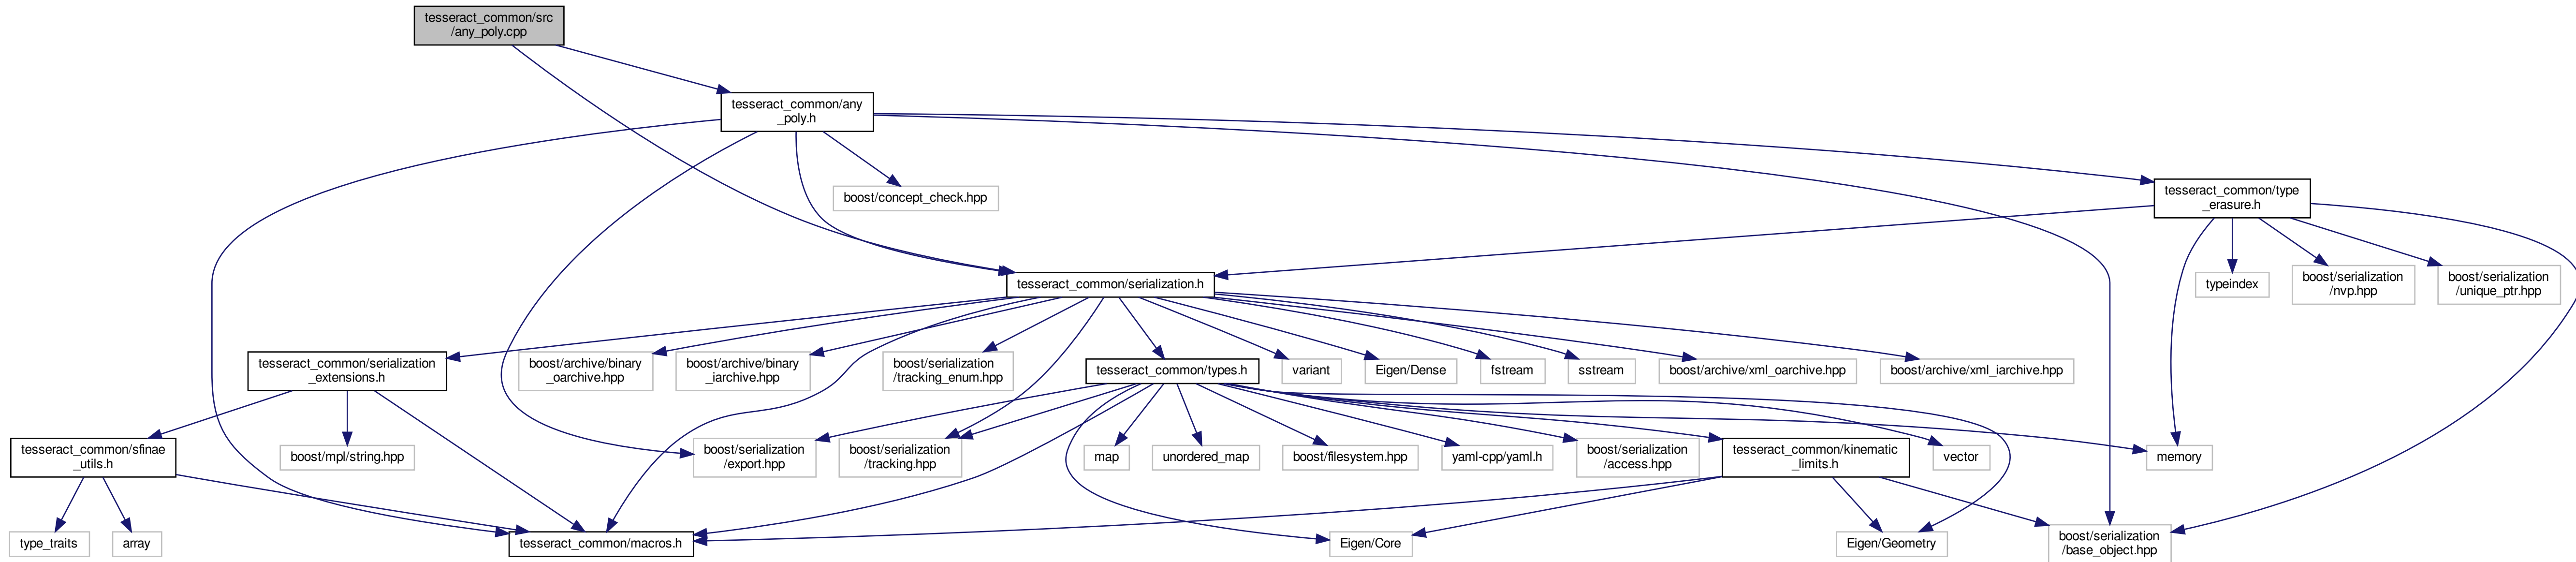 tesseract_common/src
/any_poly.cpp
tesseract_common/any
_poly.h
boost/concept_check.hpp
tesseract_common/type
_erasure.h
tesseract_common/serialization.h
typeindex
boost/serialization
/nvp.hpp
boost/serialization
/unique_ptr.hpp
tesseract_common/serialization
_extensions.h
boost/archive/binary
_oarchive.hpp
boost/archive/binary
_iarchive.hpp
boost/serialization
/tracking_enum.hpp
tesseract_common/types.h
variant
Eigen/Dense
fstream
sstream
boost/archive/xml_oarchive.hpp
boost/archive/xml_iarchive.hpp
tesseract_common/sfinae
_utils.h
boost/mpl/string.hpp
boost/serialization
/export.hpp
boost/serialization
/tracking.hpp
map
unordered_map
boost/filesystem.hpp
yaml-cpp/yaml.h
boost/serialization
/access.hpp
tesseract_common/kinematic
_limits.h
vector
memory
type_traits
array
tesseract_common/macros.h
Eigen/Core
Eigen/Geometry
boost/serialization
/base_object.hpp